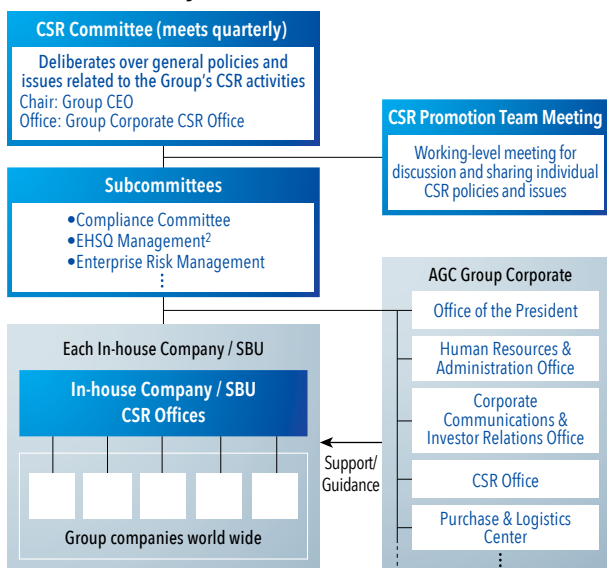 CSR Committee (meets quarterly)
Deliberates over general policies and
issues related to the Group's CSR activities
Chair: Group CEO
Office: Group Corporate CSR Office
CSR Promotion Team Meeting
Working-level meeting for
discussion and sharing individual
CSR policies and issues
Subcommittees
•Compliance Committee
•EHSQ Management²
•Enterprise Risk Management
⋮
Each In-house Company / SBU
In-house Company / SBU
CSR Offices
Group companies world wide
Support/
Guidance
AGC Group Corporate
Office of the President
Human Resources &
Administration Office
Corporate
Communications &
Investor Relations Office
CSR Office
Purchase & Logistics
Center
⋮